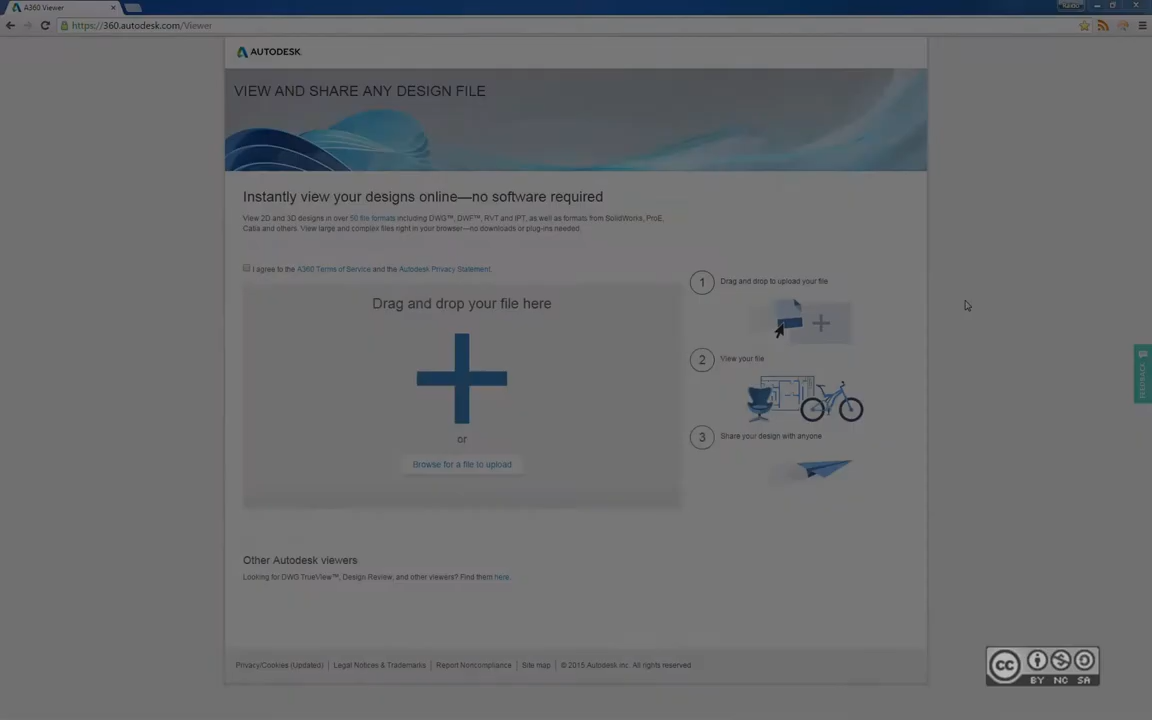 A360 Viewer
https://360.autodesk.com/Viewer
AUTODESK
VIEW AND SHARE ANY DESIGN FILE
Instantly view your designs online—no software required
View 2D and 3D designs in over 50 file formats including DWG™, DWF™, RVT and IPT, as well as formats from SolidWorks, ProE,
Catia and others. View large and complex files right in your browser—no downloads or plug-ins needed.
I agree to the A360 Terms of Service and the Autodesk Privacy Statement.
Drag and drop your file here
or
Browse for a file to upload
1 Drag and drop to upload your file
2 View your file
3 Share your design with anyone
FEEDBACK
Other Autodesk viewers
Looking for DWG TrueView™, Design Review, and other viewers? Find them here.
Privacy/Cookies (Updated) | Legal Notices & Trademarks | Report Noncompliance | Site map | © 2015 Autodesk Inc. All rights reserved
cc
BY NC SA